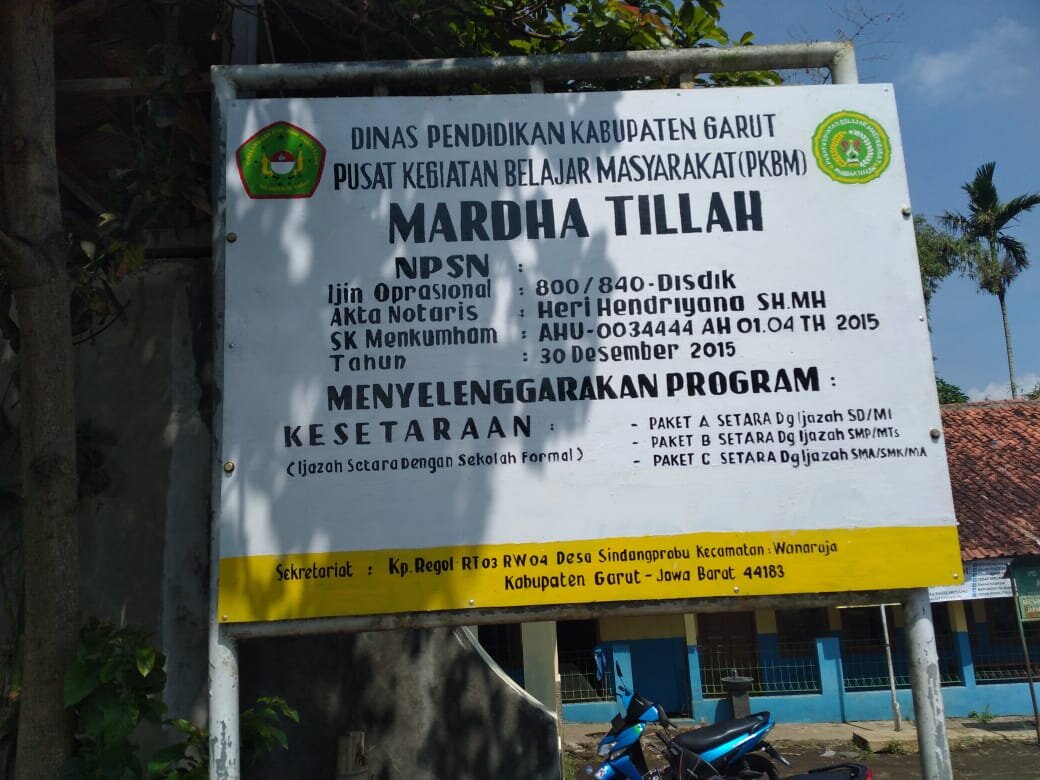 DINAS PENDIDIKAN KABUPATEN GARUT
PUSAT KEGIATAN BELAJAR MASYARAKAT(PKBM)
MARDHA TILLAH
NPSN :
Ijin Oprasional : 800/840-Disdik
Akta Notaris : Heri Hendriyana SH.MH
SK Menkumham : AHU-0034444 AH 01.04 TH 2015
Tahun : 30 Desember 2015
MENYELENGGARAKAN PROGRAM :
KESETARAAN : - PAKET A SETARA Dg Ijazah SD/MI
- PAKET B SETARA Dg Ijazah SMP/MTs
(Ijazah Setara Dengan Sekolah Formal) - PAKET C SETARA Dg Ijazah SMA/SMK/MA
Sekretariat : Kp. Regol RT03 RW04 Desa Sindangprabu Kecamatan : Wanaraja
Kabupaten Garut - Jawa Barat 44183